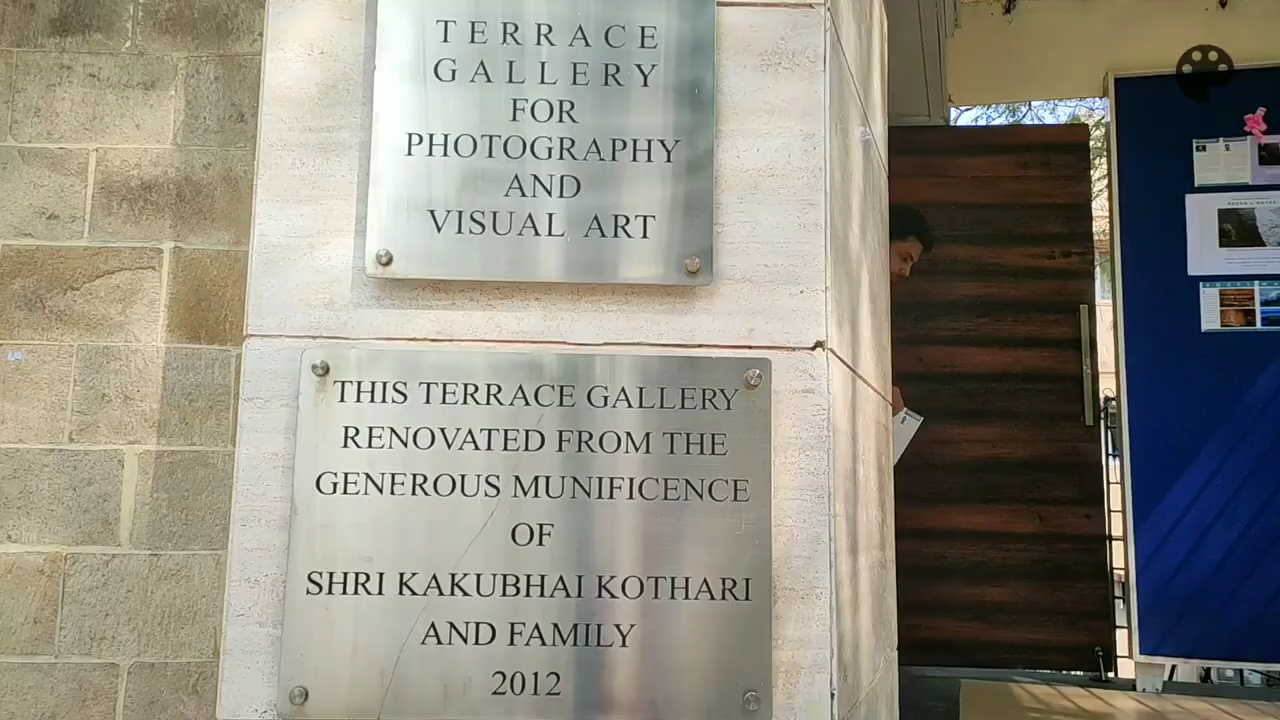 TERRACE
GALLERY
FOR
PHOTOGRAPHY
AND
VISUAL ART
THIS TERRACE GALLERY
RENOVATED FROM THE
GENEROUS MUNIFICENCE
OF
SHRI KAKUBHAI KOTHARI
AND FAMILY
2012